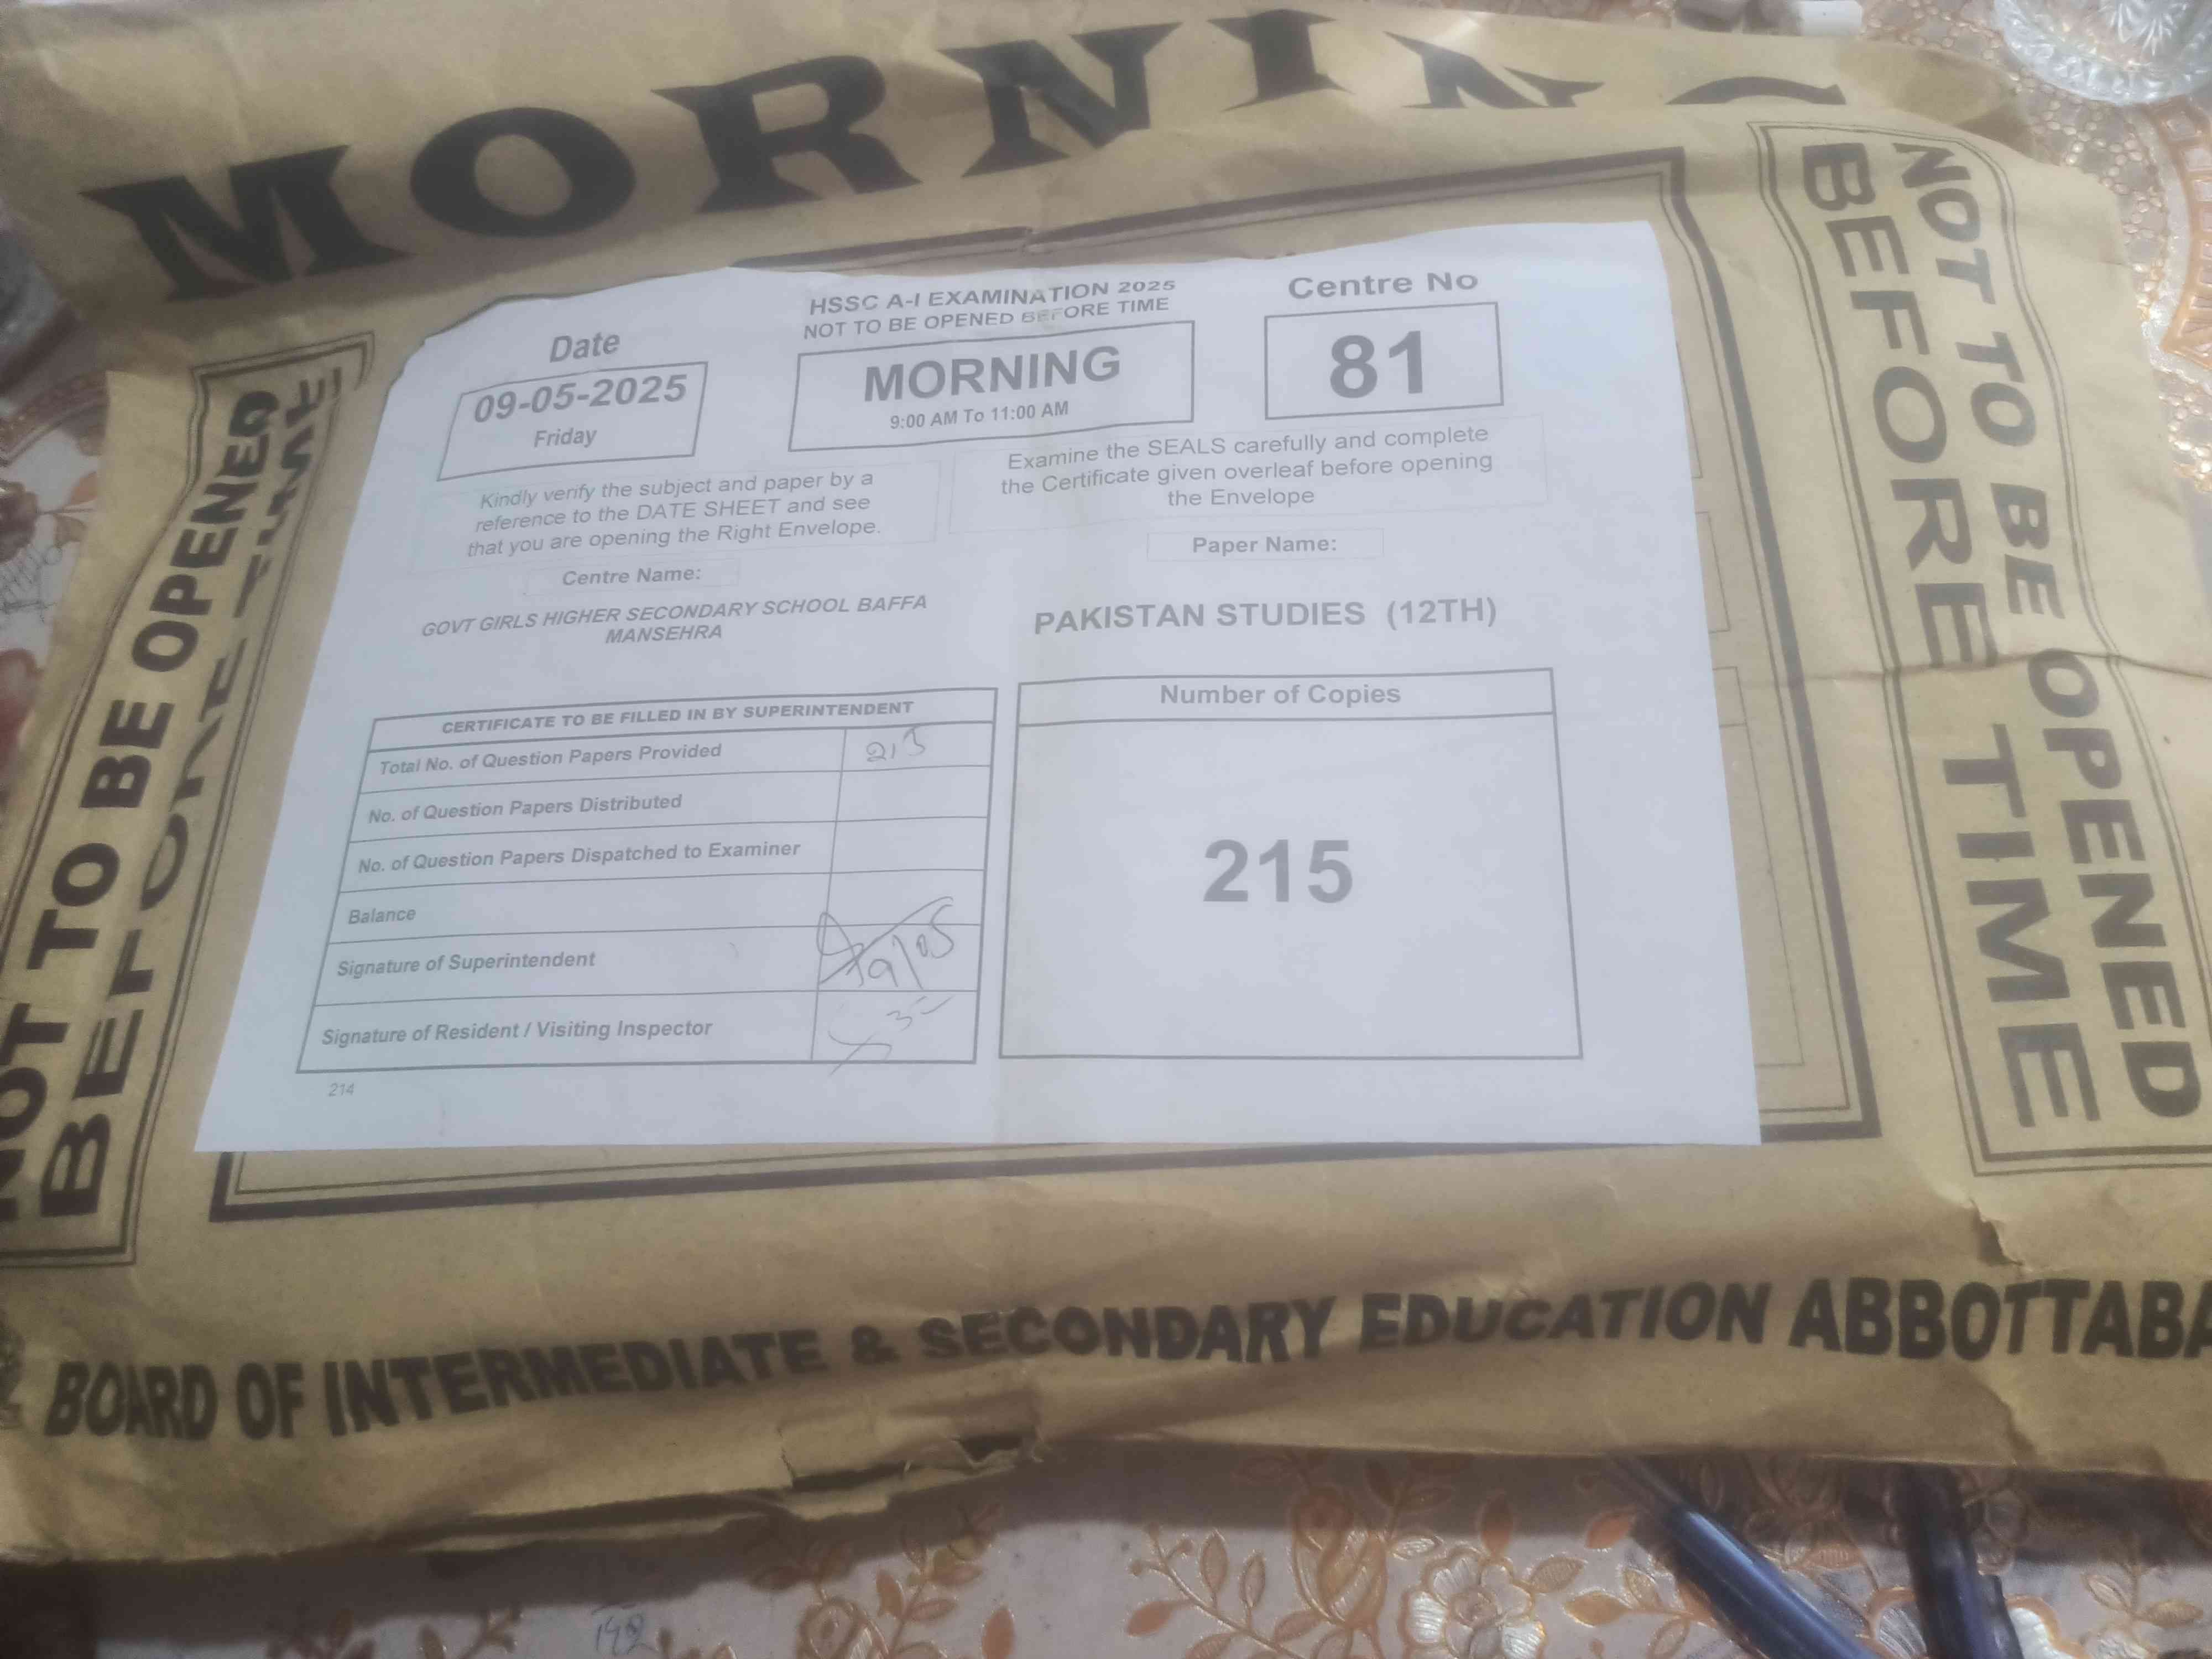 MORNING
NOT TO BE OPENED
BEFORE TIME
NOT TO BE OPENED
BEFORE TIME
HSSC A-I EXAMINATION 2025
NOT TO BE OPENED BEFORE TIME
Date
09-05-2025
Friday
MORNING
9:00 AM To 11:00 AM
Centre No
81
Kindly verify the subject and paper by a
reference to the DATE SHEET and see
that you are opening the Right Envelope.
Examine the SEALS carefully and complete
the Certificate given overleaf before opening
the Envelope
Centre Name:
GOVT GIRLS HIGHER SECONDARY SCHOOL BAFFA
MANSEHRA
Paper Name:
PAKISTAN STUDIES (12TH)
CERTIFICATE TO BE FILLED IN BY SUPERINTENDENT
Total No. of Question Papers Provided 215
No. of Question Papers Distributed
No. of Question Papers Dispatched to Examiner
Balance
Signature of Superintendent 9/05
Signature of Resident / Visiting Inspector
214
Number of Copies
215
BOARD OF INTERMEDIATE & SECONDARY EDUCATION ABBOTTABA